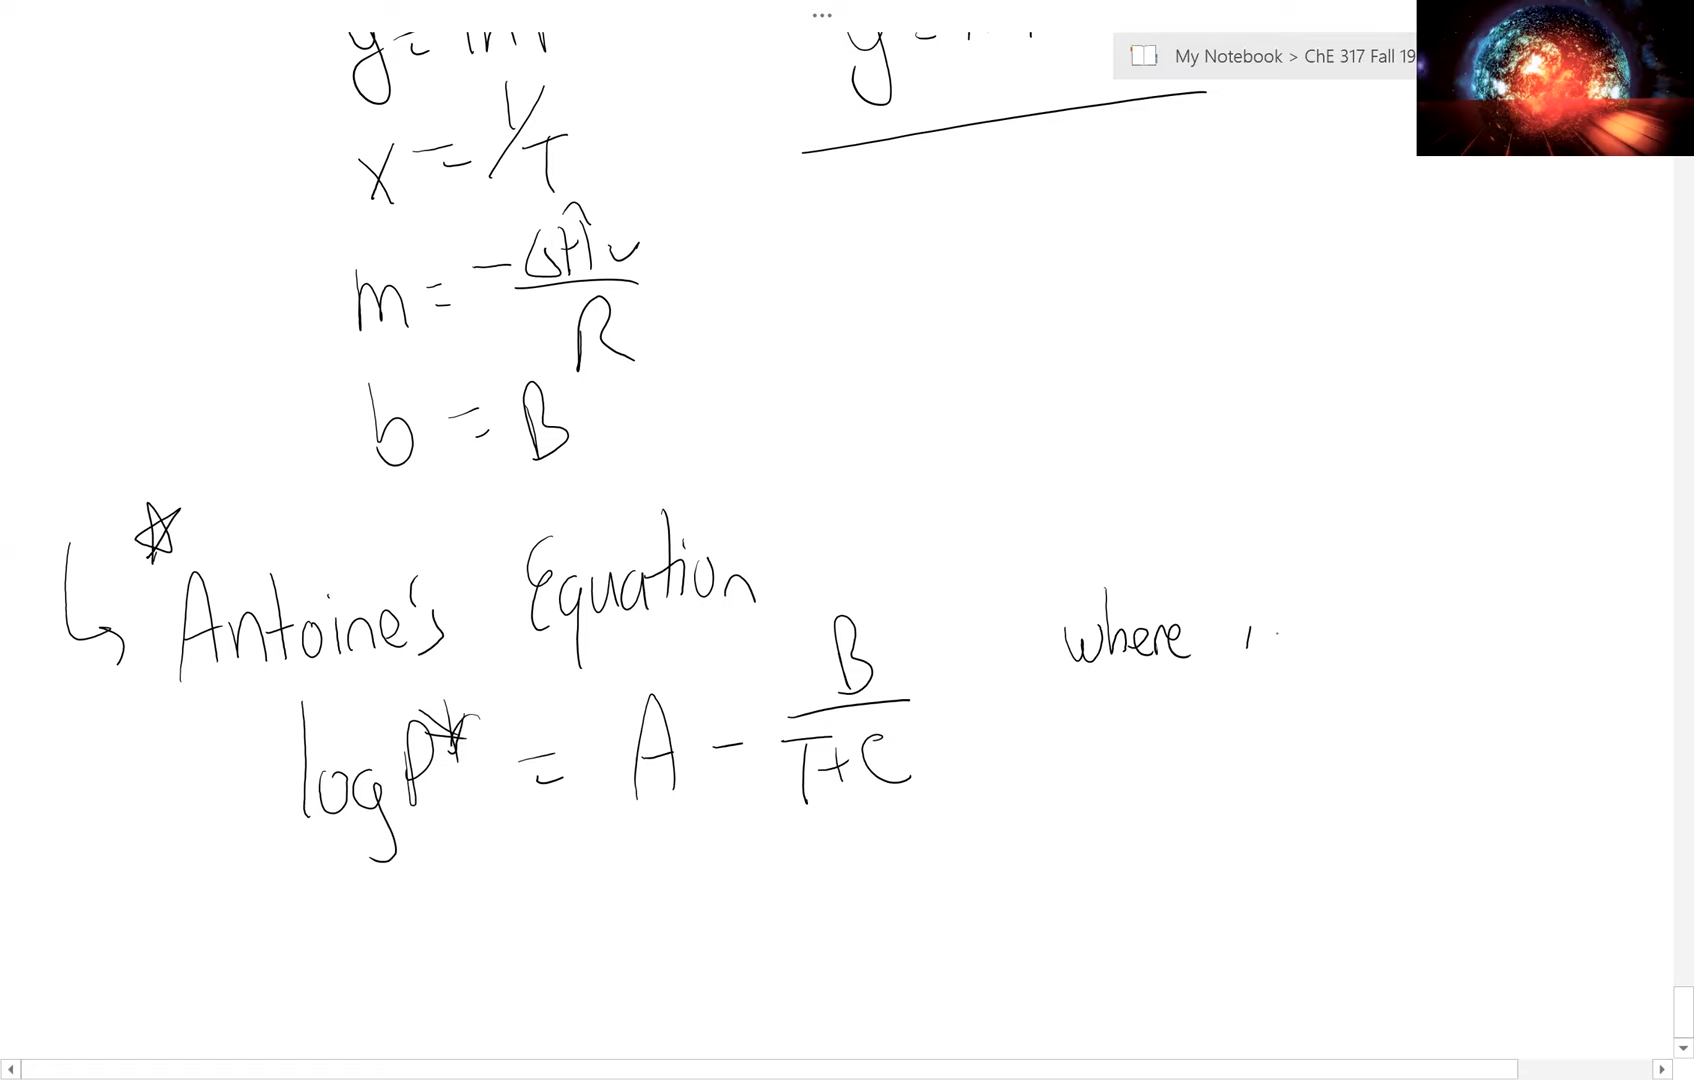 My Notebook > ChE 317 Fall 19
x = 1/T
m = -ΔĤv / R
b = B
Antoine's Equation
where
log P* = A - B / T+C